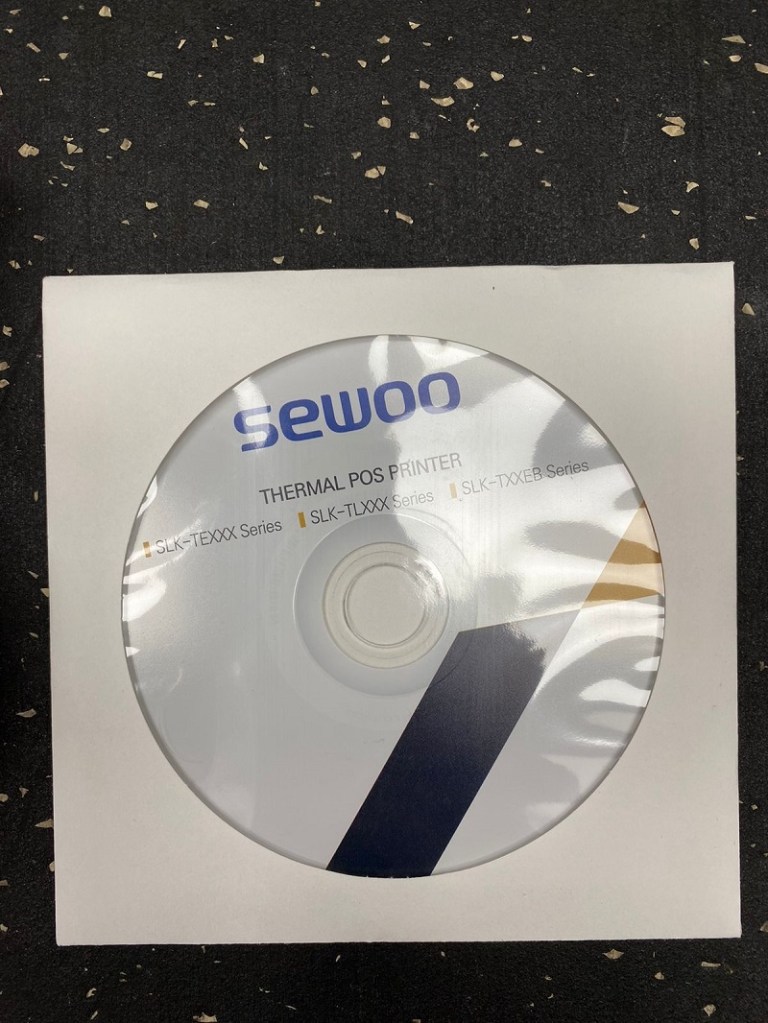 sewoo
THERMAL POS PRINTER
SLK-TEXXX Series SLK-TLXXX Series SLK-TXXEB Series